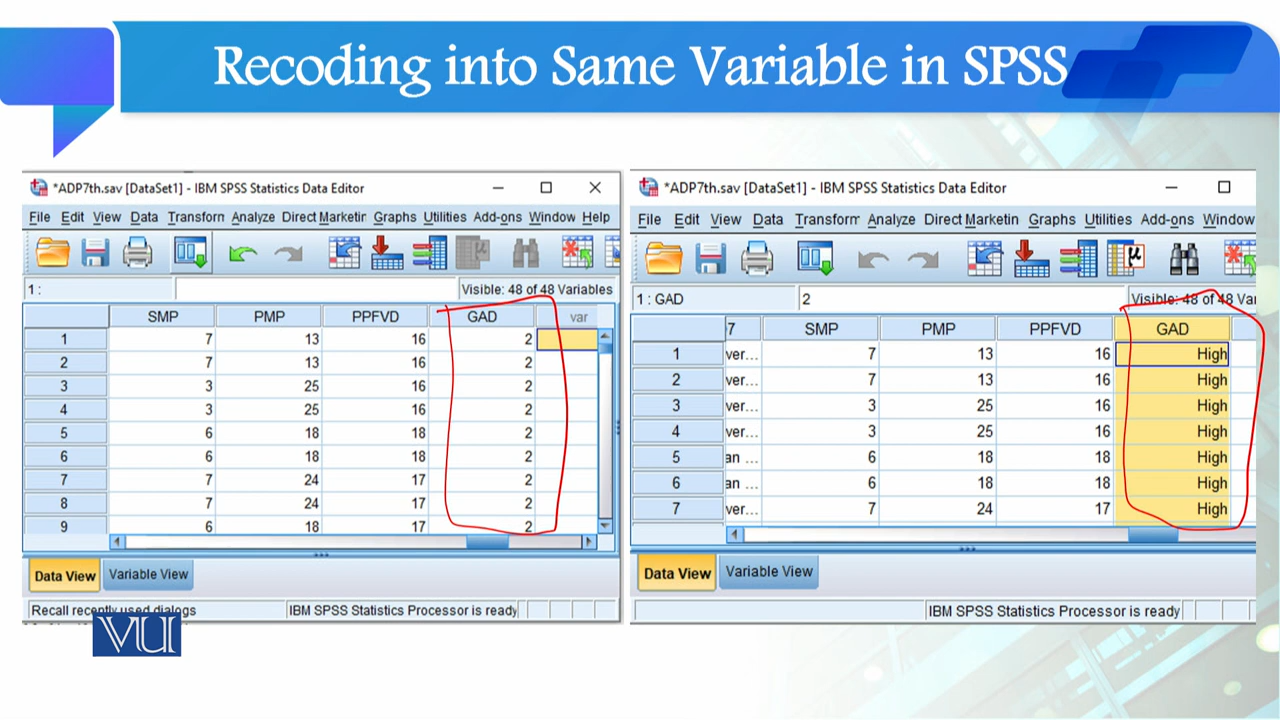 Recoding into Same Variable in SPSS
*ADP7th.sav [DataSet1] - IBM SPSS Statistics Data Editor
File Edit View Data Transform Analyze Direct Marketin Graphs Utilities Add-ons Window Help
1 :
Visible: 48 of 48 Variables
SMP PMP PPFVD GAD var
1 7 13 16 2
2 7 13 16 2
3 3 25 16 2
4 3 25 16 2
5 6 18 18 2
6 6 18 18 2
7 7 24 17 2
8 7 24 17 2
9 6 18 17 2
Data View Variable View
Recall recently used dialogs IBM SPSS Statistics Processor is ready
*ADP7th.sav [DataSet1] - IBM SPSS Statistics Data Editor
File Edit View Data Transform Analyze Direct Marketin Graphs Utilities Add-ons Window
1 : GAD 2
Visible: 48 of 48 Var
7 SMP PMP PPFVD GAD
1 ver... 7 13 16 High
2 ver... 7 13 16 High
3 ver... 3 25 16 High
4 ver... 3 25 16 High
5 an ... 6 18 18 High
6 an ... 6 18 18 High
7 ver... 7 24 17 High
Data View Variable View
IBM SPSS Statistics Processor is ready
VU